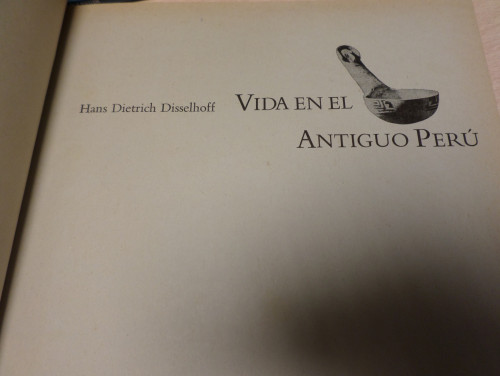 Hans Dietrich Disselhoff
VIDA EN EL
ANTIGUO PERÚ